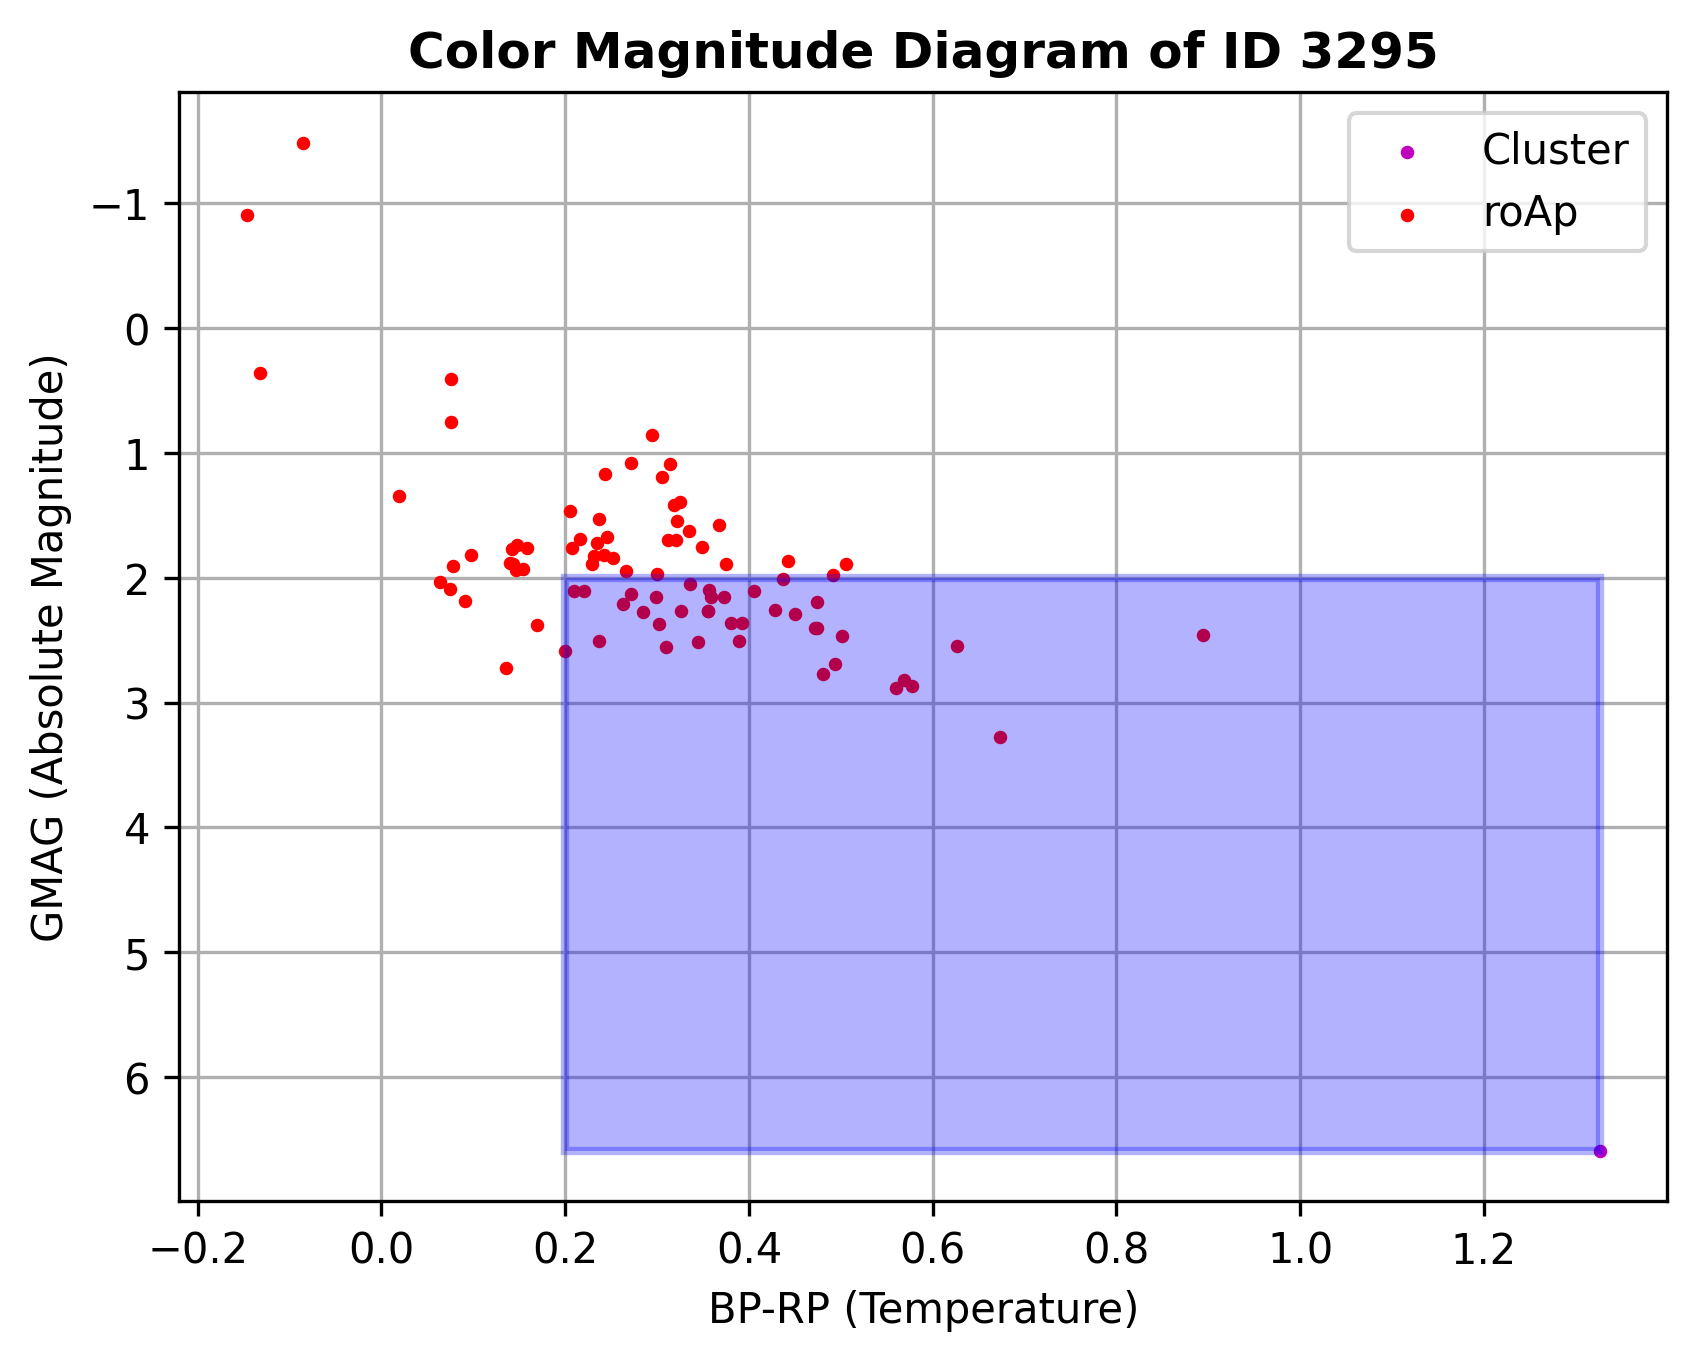 Color Magnitude Diagram of ID 3295
Cluster
roAp
−1
0
1
2
3
4
5
6
GMAG (Absolute Magnitude)
−0.2 0.0 0.2 0.4 0.6 0.8 1.0 1.2
BP-RP (Temperature)